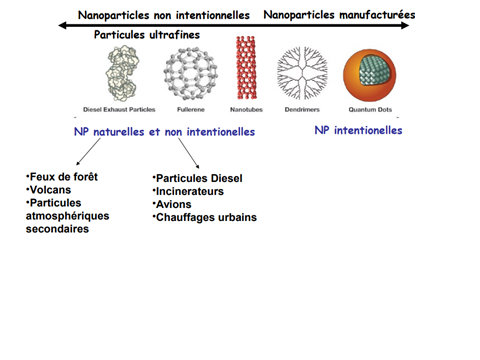 Nanoparticles non intentionnelles Nanoparticles manufacturées
Particules ultrafines
Diesel Exhaust Particles Fullerene Nanotubes Dendrimers Quantum Dots
NP naturelles et non intentionelles NP intentionelles
•Feux de forêt
•Volcans
•Particules
atmosphériques
secondaires
•Particules Diesel
•Incinerateurs
•Avions
•Chauffages urbains